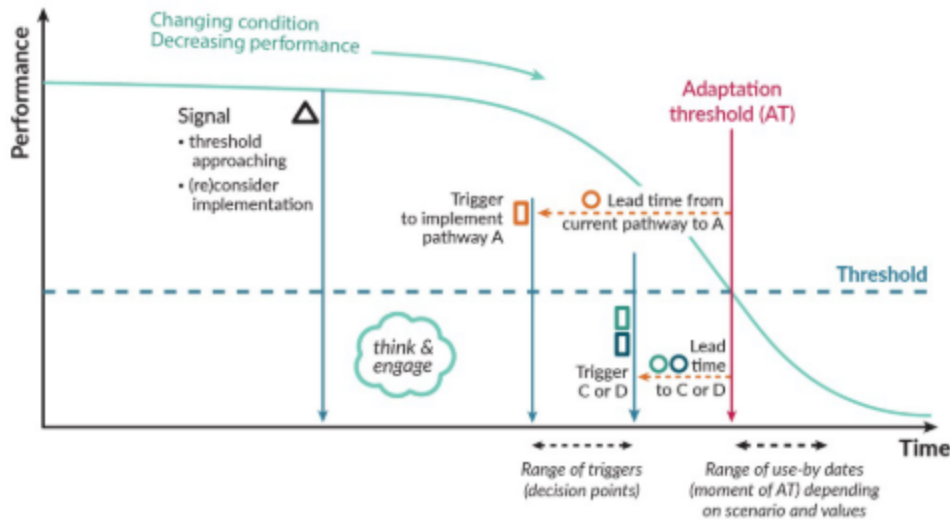 Changing condition
Decreasing performance
Performance
Signal
• threshold
approaching
• (re)consider
implementation
Adaptation
threshold (AT)
Trigger
to implement
pathway A
Lead time from
current pathway to A
Threshold
think &
engage
Trigger
C or D
Lead
time
to C or D
Time
Range of triggers
(decision points)
Range of use-by dates
(moment of AT) depending
on scenario and values